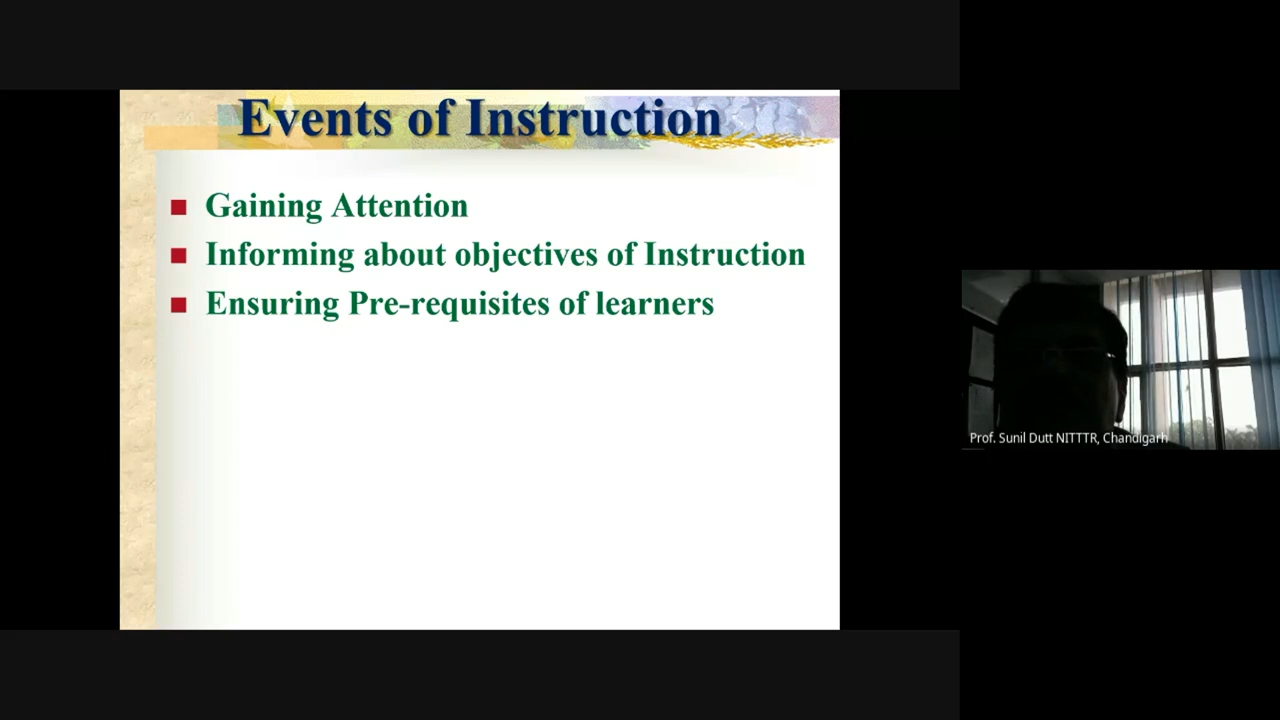 Events of Instruction
Gaining Attention
Informing about objectives of Instruction
Ensuring Pre-requisites of learners
Prof. Sunil Dutt NITTTR, Chandigarh